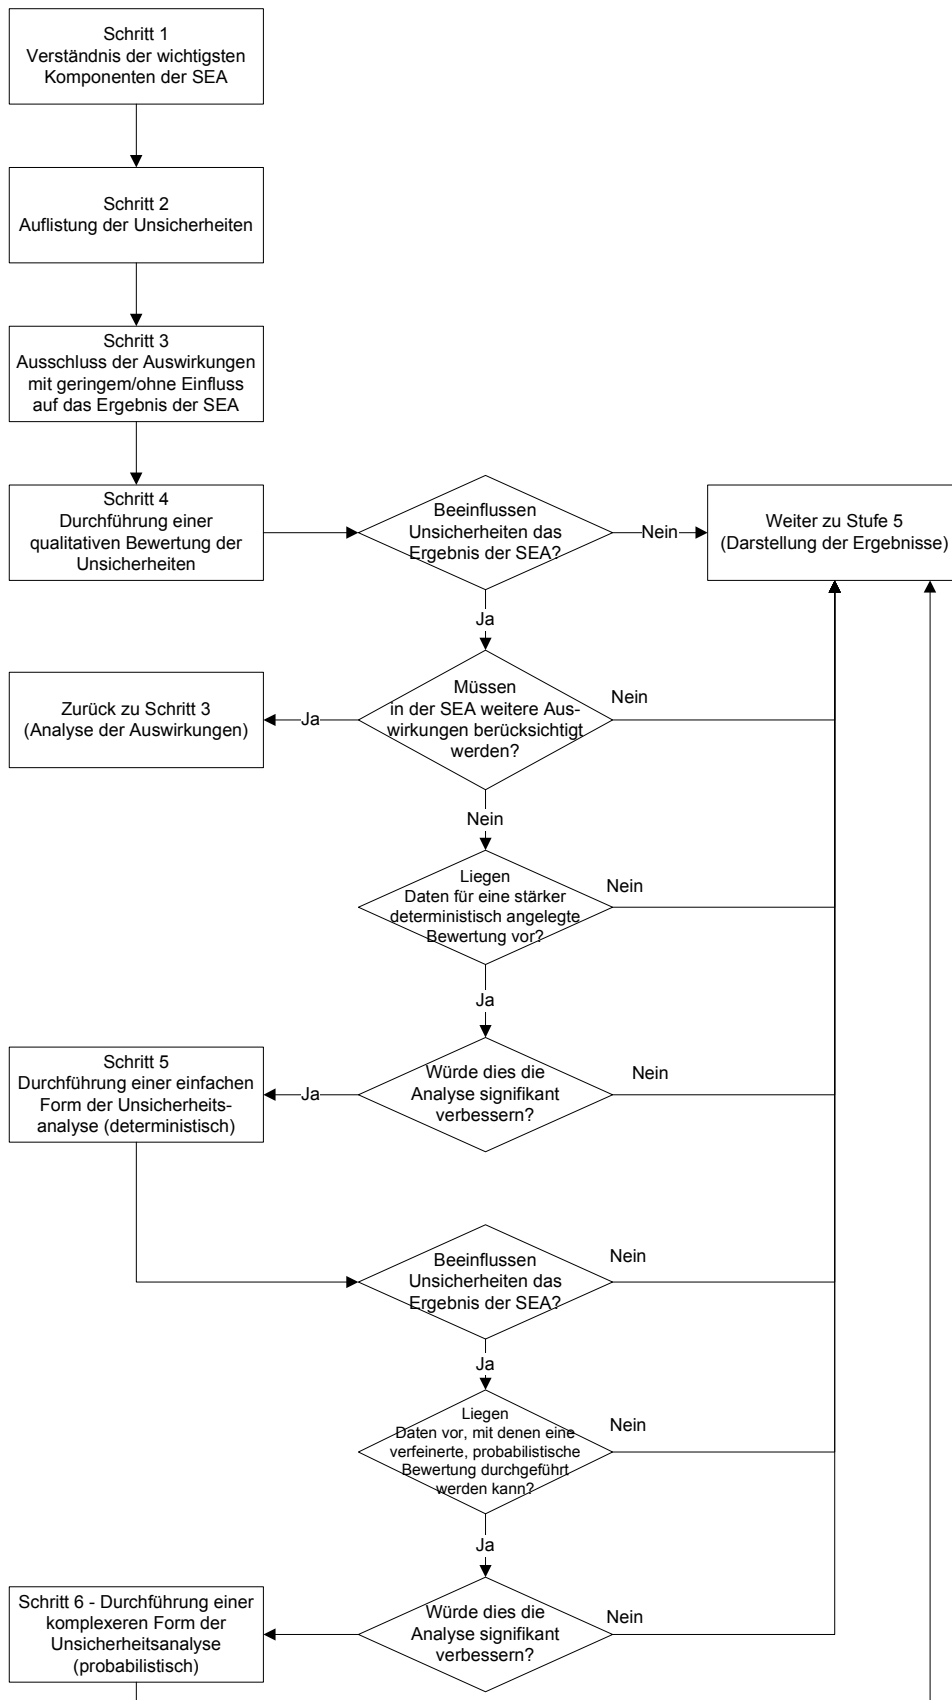 Schritt 1
Verständnis der wichtigsten
Komponenten der SEA
Schritt 2
Auflistung der Unsicherheiten
Schritt 3
Ausschluss der Auswirkungen
mit geringem/ohne Einfluss
auf das Ergebnis der SEA
Schritt 4
Durchführung einer
qualitativen Bewertung der
Unsicherheiten
Beeinflussen
Unsicherheiten das
Ergebnis der SEA?
Nein
Weiter zu Stufe 5
(Darstellung der Ergebnisse)
Ja
Zurück zu Schritt 3
(Analyse der Auswirkungen)
Ja
Müssen
in der SEA weitere Aus-
wirkungen berücksichtigt
werden?
Nein
Nein
Liegen
Daten für eine stärker
deterministisch angelegte
Bewertung vor?
Nein
Ja
Schritt 5
Durchführung einer einfachen
Form der Unsicherheits-
analyse (deterministisch)
Ja
Würde dies die
Analyse signifikant
verbessern?
Nein
Beeinflussen
Unsicherheiten das
Ergebnis der SEA?
Nein
Ja
Liegen
Daten vor, mit denen eine
verfeinerte, probabilistische
Bewertung durchgeführt
werden kann?
Nein
Ja
Schritt 6 - Durchführung einer
komplexeren Form der
Unsicherheitsanalyse
(probabilistisch)
Würde dies die
Analyse signifikant
verbessern?
Nein